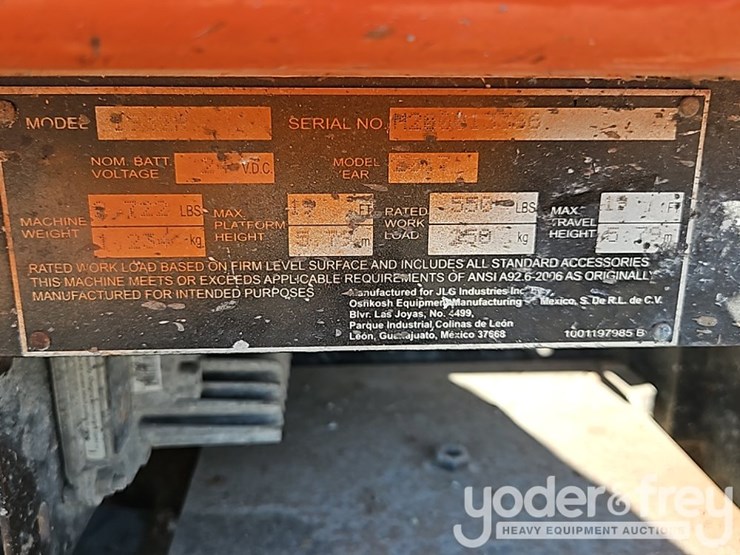 MODEL
SERIAL NO.
NOM. BATT. VOLTAGE V.D.C.
MODEL YEAR
MACHINE WEIGHT LBS kg
MAX. PLATFORM HEIGHT FT m
RATED WORK LOAD 550 LBS 250 kg
MAX. TRAVEL HEIGHT FT m
RATED WORK LOAD BASED ON FIRM LEVEL SURFACE AND INCLUDES ALL STANDARD ACCESSORIES
THIS MACHINE MEETS OR EXCEEDS APPLICABLE REQUIREMENTS OF ANSI A92.6-2006 AS ORIGINALLY
MANUFACTURED FOR INTENDED PURPOSES
Manufactured for JLG Industries Inc. by
Oshkosh Equipment Manufacturing Mexico, S. De R.L. de C.V.
Blvr. Las Joyas, No. 4499,
Parque Industrial Colinas de León
León, Guanajuato, México 37668
1001197985 B
yoder & frey
HEAVY EQUIPMENT AUCTIONS